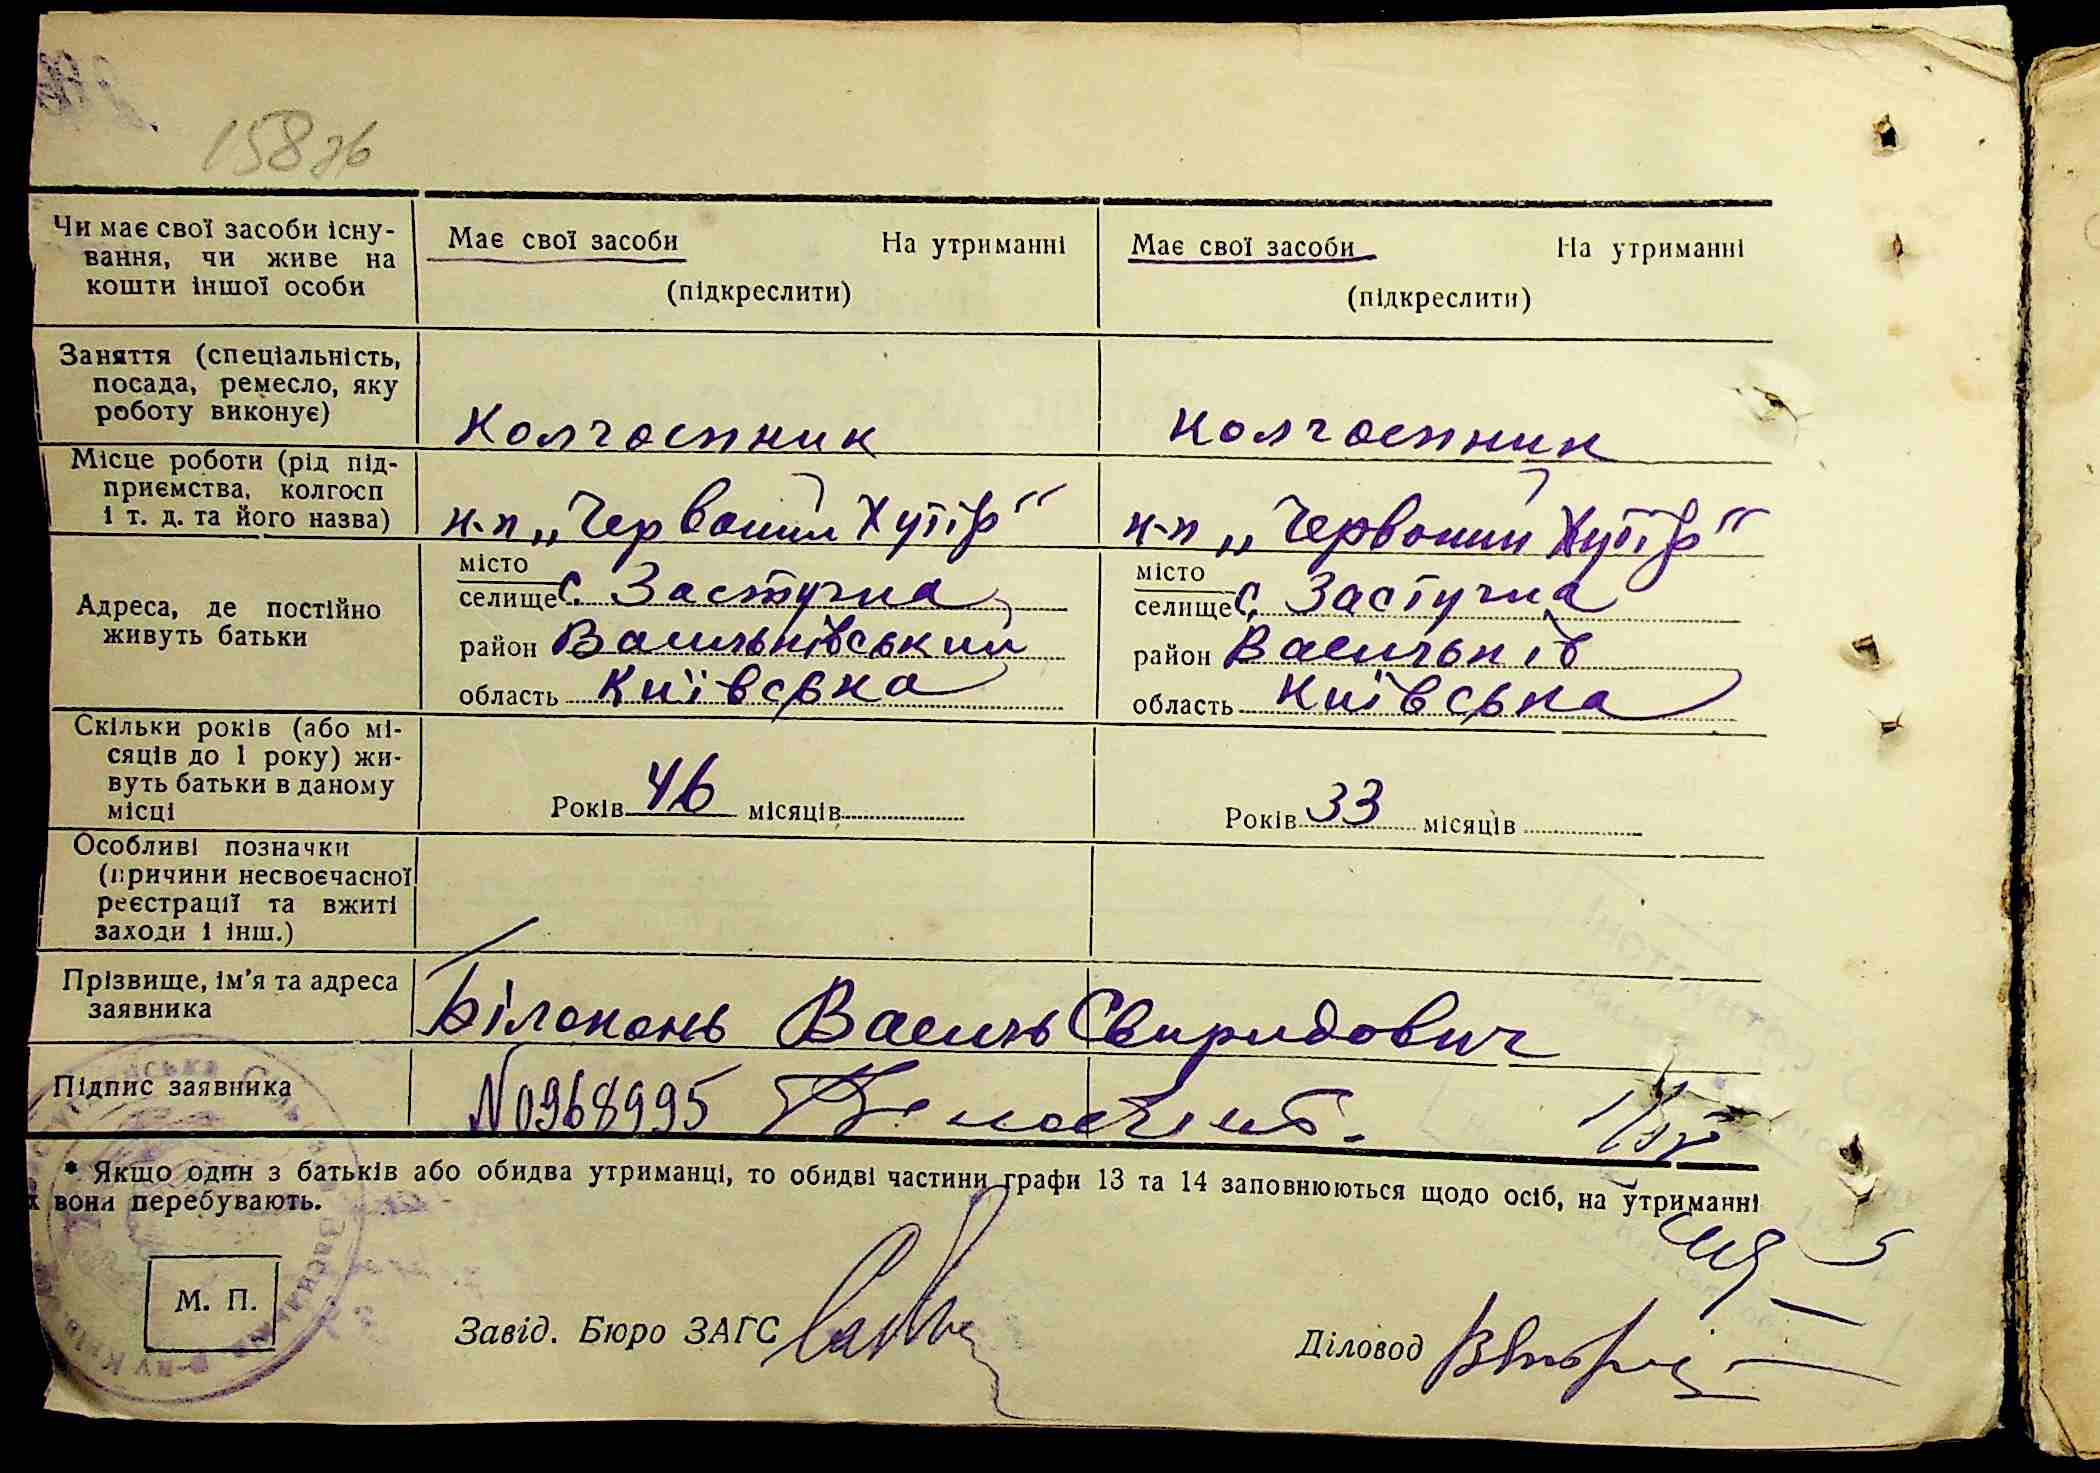 158 зв
Чи має свої засоби існу-
вання, чи живе на
кошти іншої особи
Має свої засоби На утриманні
(підкреслити)
Має свої засоби На утриманні
(підкреслити)
Заняття (спеціальність,
посада, ремесло, яку
роботу виконує)
Колгоспник
Колгоспник
Місце роботи (рід під-
приємства, колгосп
і т. д. та його назва)
к-п „Червоний Хутір"
к-п „Червоний Хутір"
Адреса, де постійно
живуть батьки
місто
селище с. Застугна
район Васильківський
область Київська
місто
селище с. Застугна
район Васильків
область Київська
Скільки років (або мі-
сяців до 1 року) жи-
вуть батьки в даному
місці
Років 46 місяців
Років 33 місяців
Особливі позначки
(причини несвоєчасної
реєстрації та вжиті
заходи і інш.)
Прізвище, ім'я та адреса
заявника
Білоконь Василь Свиридович
Підпис заявника
№0968995
* Якщо один з батьків або обидва утриманці, то обидві частини графи 13 та 14 заповнюються щодо осіб, на утриманні
х вони перебувають.
М. П.
Завід. Бюро ЗАГС
Діловод